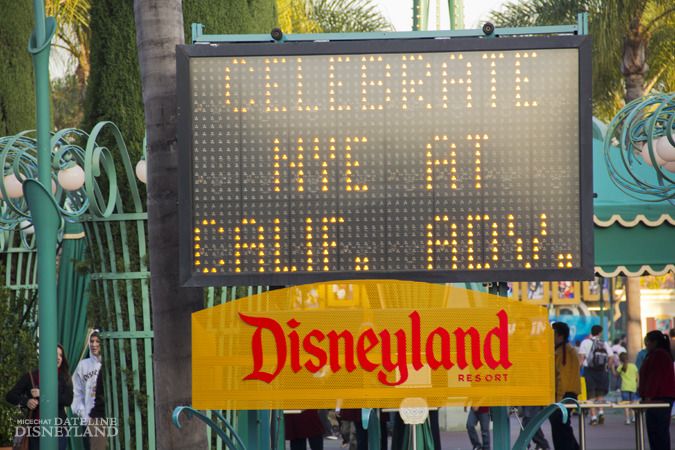 CELEBRATE
NYE AT
CALIF. ADV.
Disneyland
RESORT
MICECHAT DATELINE
DISNEYLAND